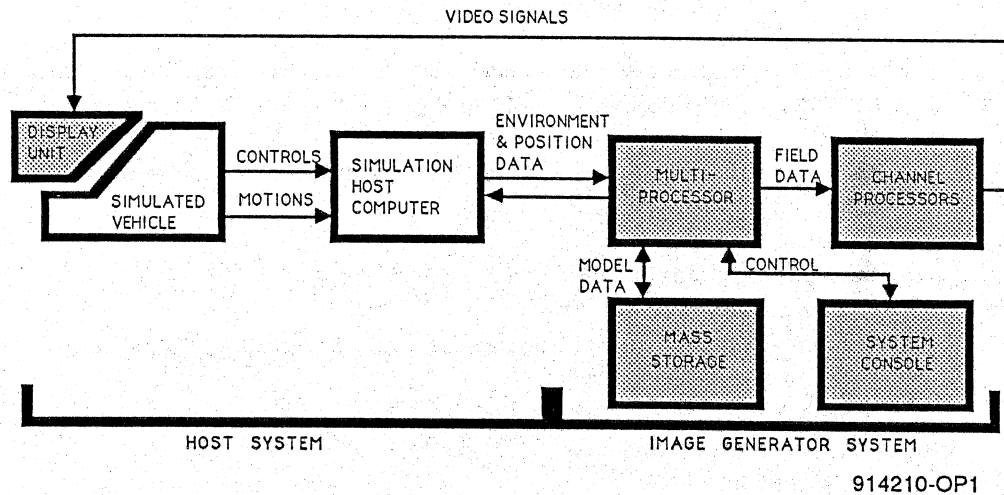 VIDEO SIGNALS
DISPLAY
UNIT
SIMULATED
VEHICLE
CONTROLS
MOTIONS
SIMULATION
HOST
COMPUTER
ENVIRONMENT
& POSITION
DATA
MULTI-
PROCESSOR
FIELD
DATA
CHANNEL
PROCESSORS
MODEL
DATA
CONTROL
MASS
STORAGE
SYSTEM
CONSOLE
HOST SYSTEM
IMAGE GENERATOR SYSTEM
914210-OP1